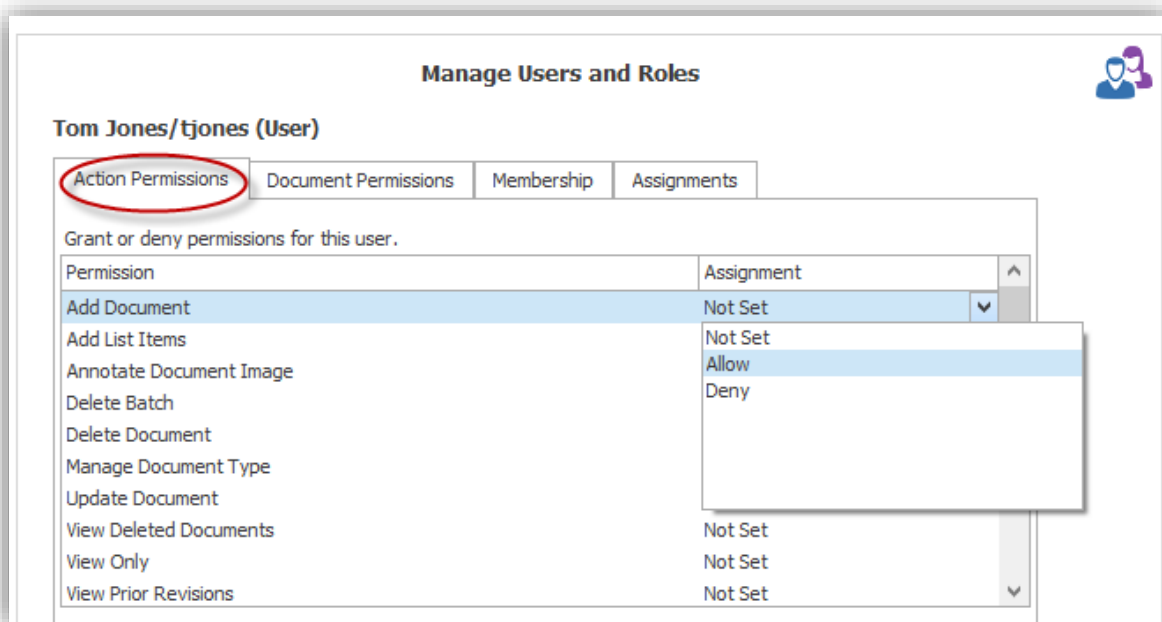 Manage Users and Roles
Tom Jones/tjones (User)
Action Permissions Document Permissions Membership Assignments
Grant or deny permissions for this user.
Permission Assignment
Add Document Not Set
Add List Items Not Set
Annotate Document Image Allow
Delete Batch Deny
Delete Document
Manage Document Type
Update Document
View Deleted Documents Not Set
View Only Not Set
View Prior Revisions Not Set